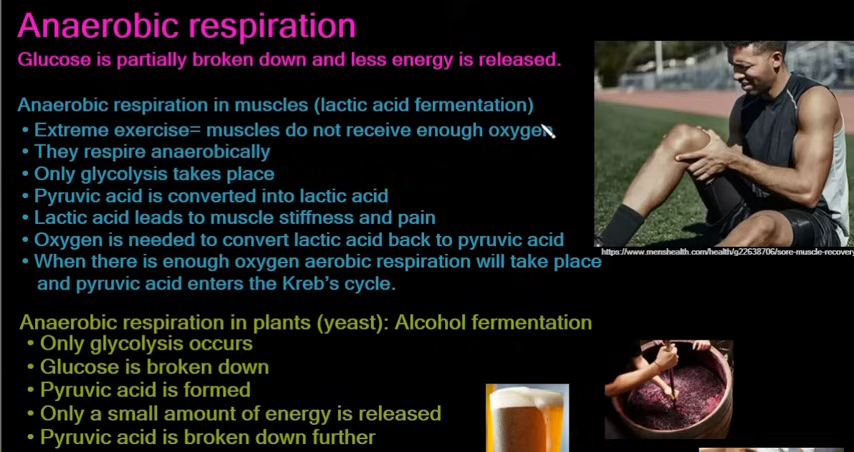 Anaerobic respiration
Glucose is partially broken down and less energy is released.
Anaerobic respiration in muscles (lactic acid fermentation)
• Extreme exercise= muscles do not receive enough oxygen
• They respire anaerobically
• Only glycolysis takes place
• Pyruvic acid is converted into lactic acid
• Lactic acid leads to muscle stiffness and pain
• Oxygen is needed to convert lactic acid back to pyruvic acid
• When there is enough oxygen aerobic respiration will take place
and pyruvic acid enters the Kreb's cycle.
https://www.menshealth.com/health/g22638706/sore-muscle-recovery
Anaerobic respiration in plants (yeast): Alcohol fermentation
• Only glycolysis occurs
• Glucose is broken down
• Pyruvic acid is formed
• Only a small amount of energy is released
• Pyruvic acid is broken down further